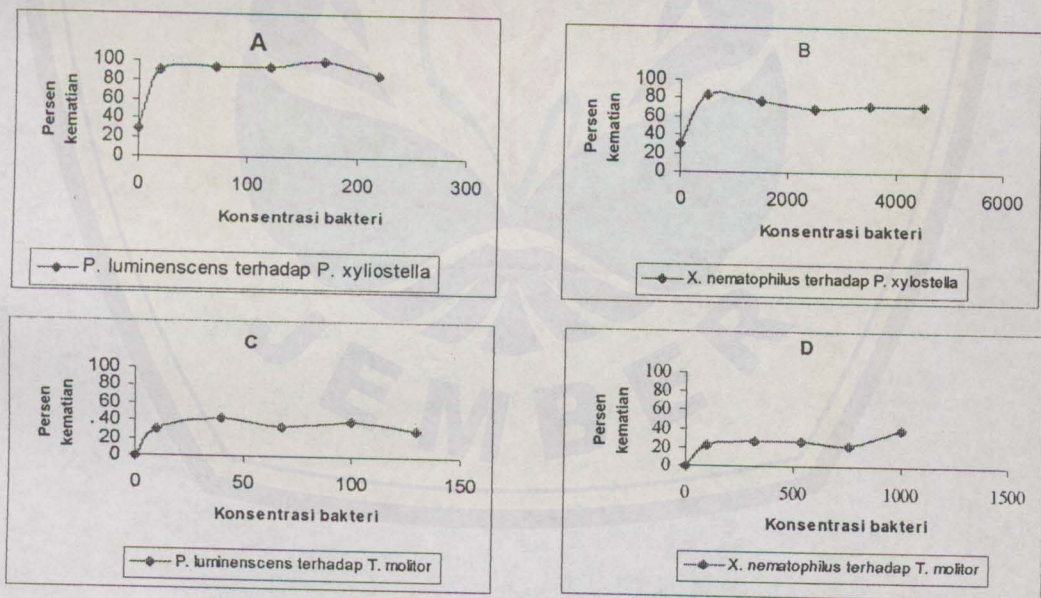 A
Persen
kematian
100
80
60
40
20
0
0 100 200 300
Konsentrasi bakteri
P. luminenscens terhadap P. xyliostella
B
Persen
kematian
100
80
60
40
20
0
0 2000 4000 6000
Konsentrasi bakteri
X. nematophilus terhadap P. xylostella
C
Persen
kematian
100
80
60
40
20
0
0 50 100 150
Konsentrasi bakteri
P. luminenscens terhadap T. molitor
D
Persen
kematian
100
80
60
40
20
0
0 500 1000 1500
Konsentrasi bakteri
X. nematophilus terhadap T. molitor
JEMBER